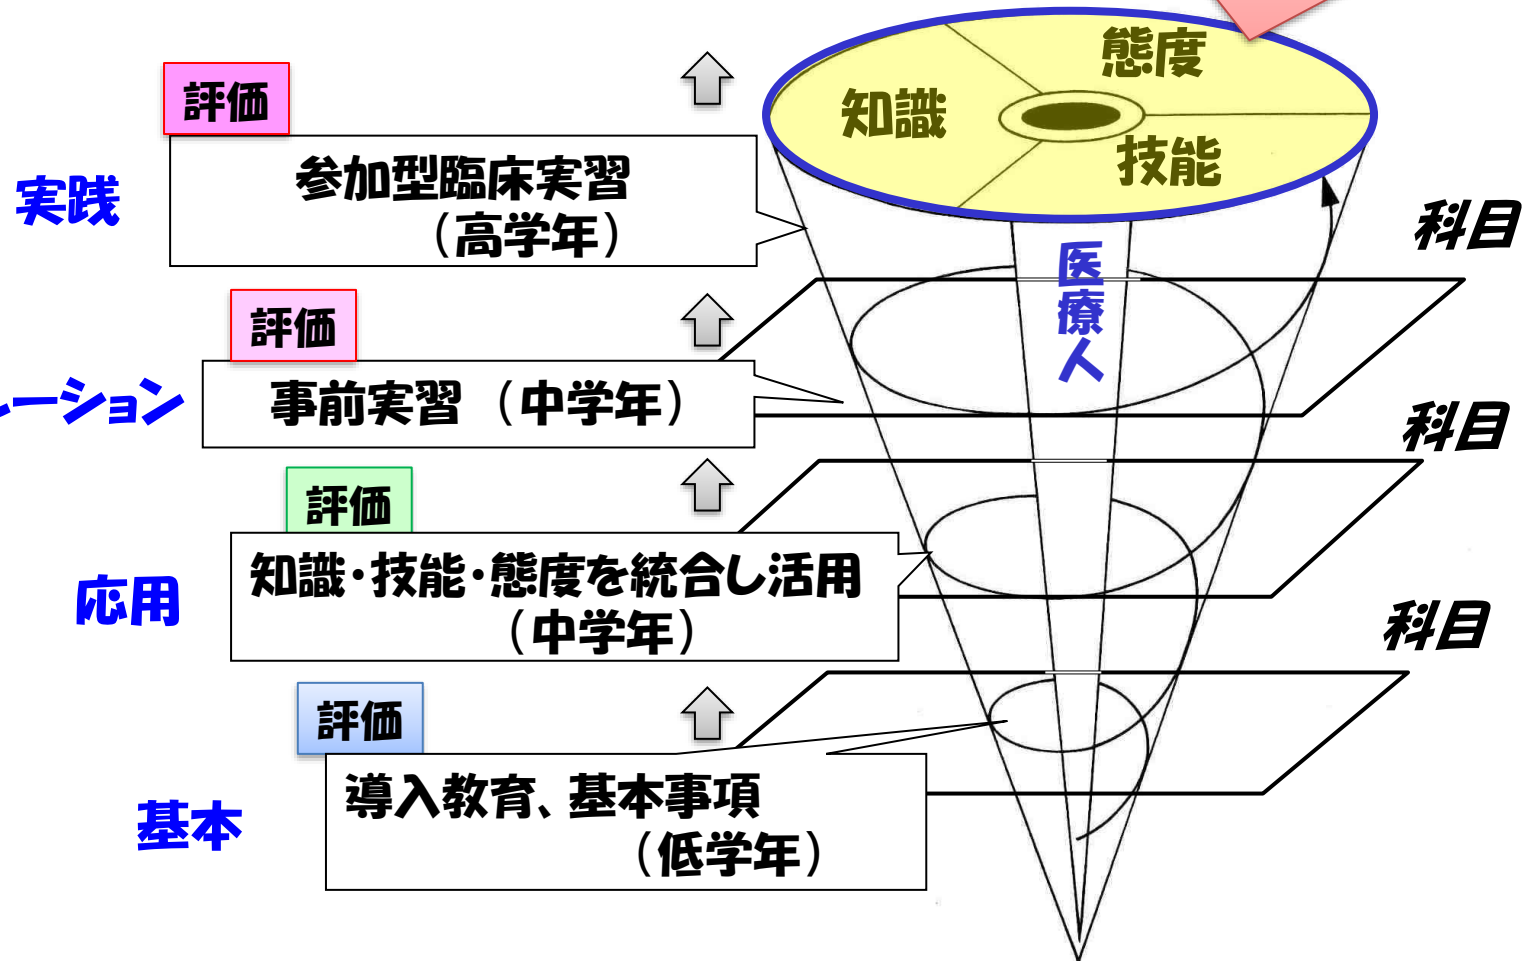 態度
知識
技能
評価
参加型臨床実習
（高学年）
実践
科目
医療人
評価
事前実習（中学年）
ーション
科目
評価
知識・技能・態度を統合し活用
（中学年）
応用
科目
評価
導入教育、基本事項
（低学年）
基本